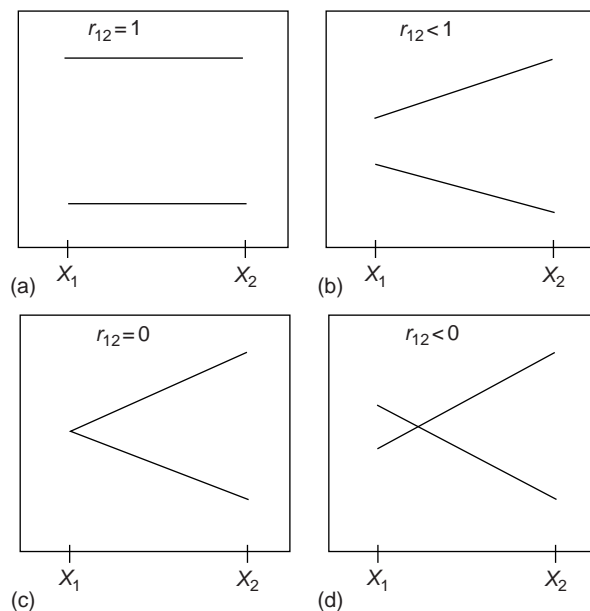 r₁₂=1
X₁ X₂
(a)
r₁₂<1
X₁ X₂
(b)
r₁₂=0
X₁ X₂
(c)
r₁₂<0
X₁ X₂
(d)